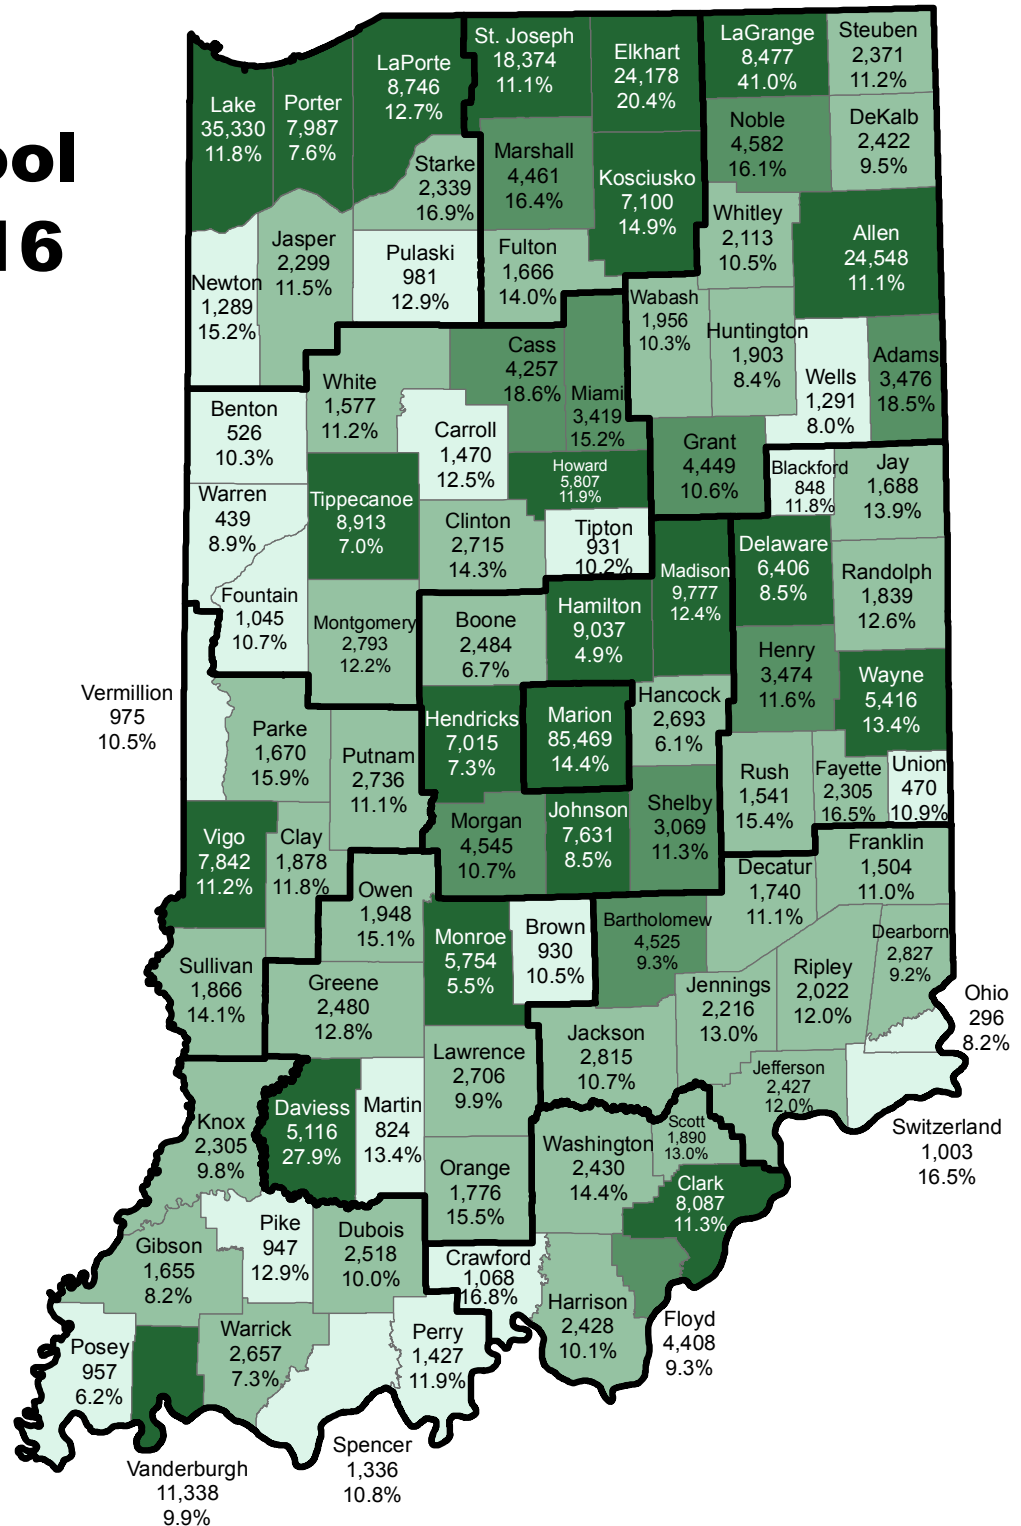 ool
16
Lake
35,330
11.8%
Porter
7,987
7.6%
LaPorte
8,746
12.7%
St. Joseph
18,374
11.1%
Elkhart
24,178
20.4%
LaGrange
8,477
41.0%
Steuben
2,371
11.2%
Noble
4,582
16.1%
DeKalb
2,422
9.5%
Starke
2,339
16.9%
Marshall
4,461
16.4%
Kosciusko
7,100
14.9%
Whitley
2,113
10.5%
Allen
24,548
11.1%
Newton
1,289
15.2%
Jasper
2,299
11.5%
Pulaski
981
12.9%
Fulton
1,666
14.0%
Wabash
1,956
10.3%
Huntington
1,903
8.4%
Wells
1,291
8.0%
Adams
3,476
18.5%
White
1,577
11.2%
Cass
4,257
18.6%
Miami
3,419
15.2%
Benton
526
10.3%
Carroll
1,470
12.5%
Howard
5,807
11.9%
Grant
4,449
10.6%
Blackford
848
11.8%
Jay
1,688
13.9%
Warren
439
8.9%
Tippecanoe
8,913
7.0%
Clinton
2,715
14.3%
Tipton
931
10.2%
Madison
9,777
12.4%
Delaware
6,406
8.5%
Randolph
1,839
12.6%
Fountain
1,045
10.7%
Montgomery
2,793
12.2%
Boone
2,484
6.7%
Hamilton
9,037
4.9%
Henry
3,474
11.6%
Wayne
5,416
13.4%
Vermillion
975
10.5%
Parke
1,670
15.9%
Putnam
2,736
11.1%
Hendricks
7,015
7.3%
Marion
85,469
14.4%
Hancock
2,693
6.1%
Rush
1,541
15.4%
Fayette
2,305
16.5%
Union
470
10.9%
Vigo
7,842
11.2%
Clay
1,878
11.8%
Morgan
4,545
10.7%
Johnson
7,631
8.5%
Shelby
3,069
11.3%
Franklin
1,504
11.0%
Decatur
1,740
11.1%
Owen
1,948
15.1%
Monroe
5,754
5.5%
Brown
930
10.5%
Bartholomew
4,525
9.3%
Dearborn
2,827
9.2%
Sullivan
1,866
14.1%
Greene
2,480
12.8%
Jennings
2,216
13.0%
Ripley
2,022
12.0%
Ohio
296
8.2%
Jackson
2,815
10.7%
Lawrence
2,706
9.9%
Jefferson
2,427
12.0%
Switzerland
1,003
16.5%
Knox
2,305
9.8%
Daviess
5,116
27.9%
Martin
824
13.4%
Scott
1,890
13.0%
Washington
2,430
14.4%
Orange
1,776
15.5%
Clark
8,087
11.3%
Gibson
1,655
8.2%
Pike
947
12.9%
Dubois
2,518
10.0%
Crawford
1,068
16.8%
Harrison
2,428
10.1%
Floyd
4,408
9.3%
Posey
957
6.2%
Warrick
2,657
7.3%
Perry
1,427
11.9%
Spencer
1,336
10.8%
Vanderburgh
11,338
9.9%